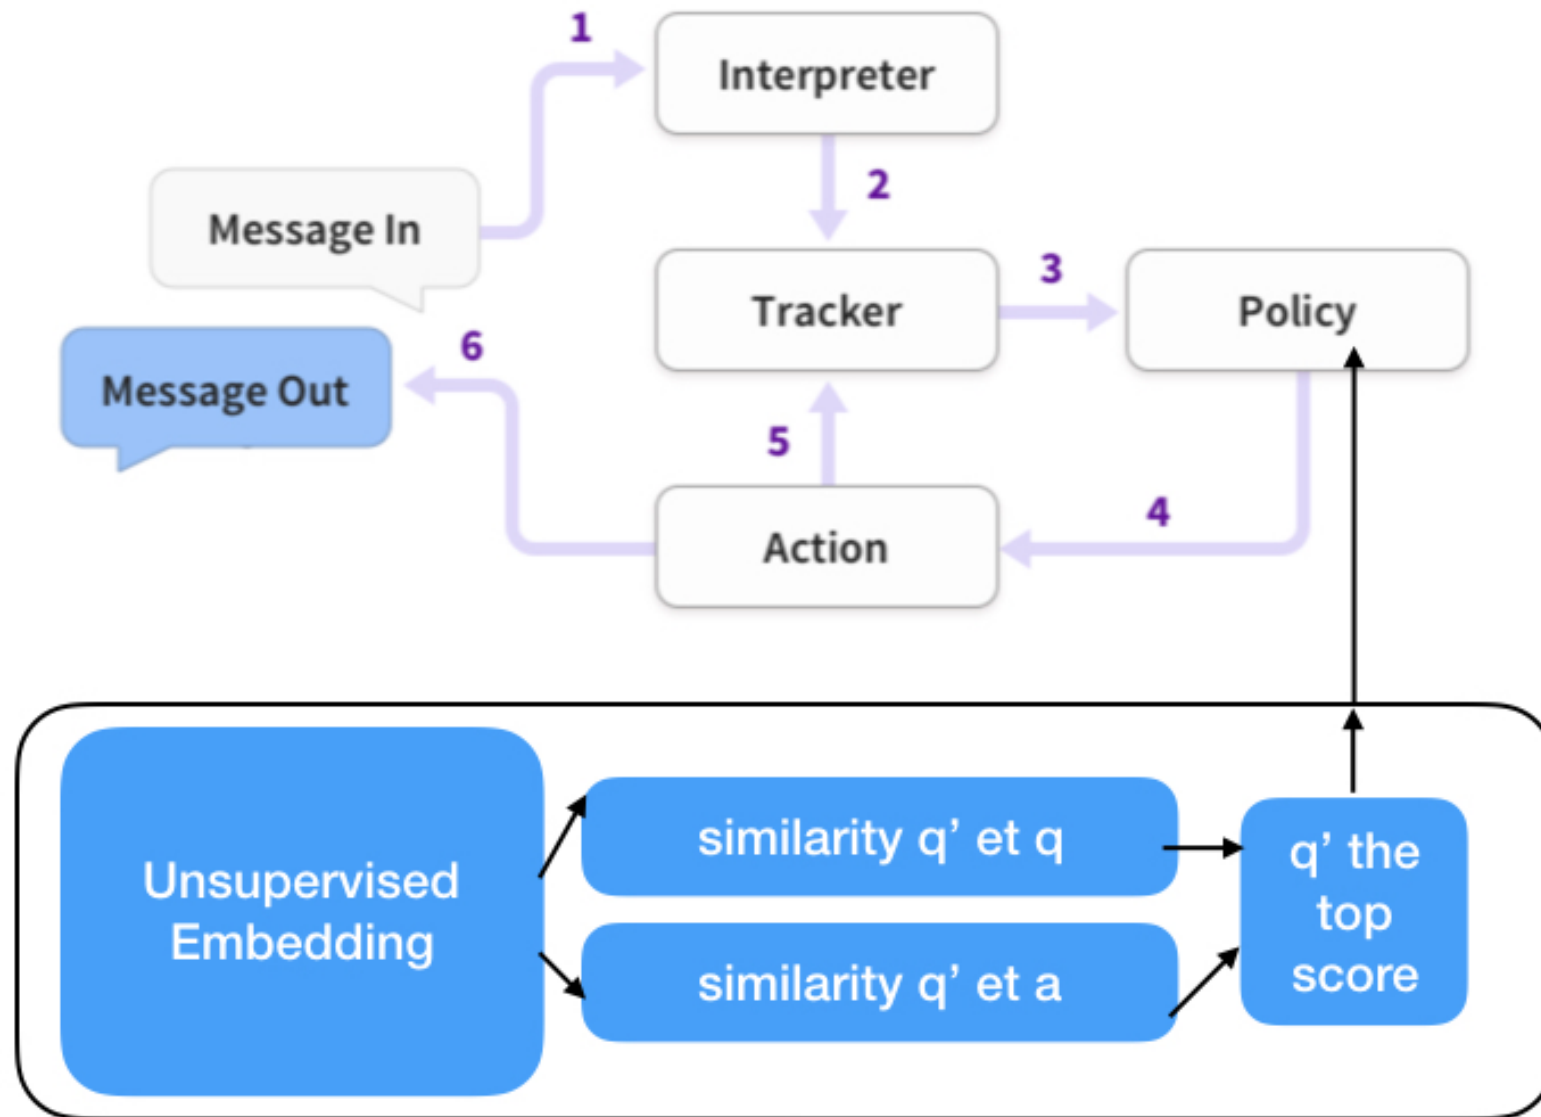 1
Interpreter
2
Message In
3
Tracker
Policy
6
Message Out
5
4
Action
Unsupervised
Embedding
similarity q’ et q
similarity q’ et a
q’ the
top
score